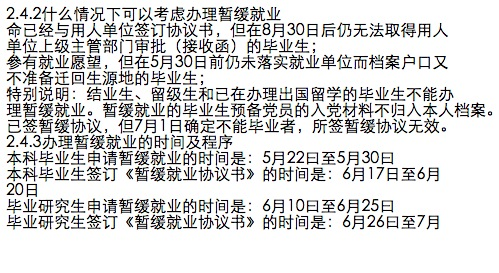 2.4.2什么情况下可以考虑办理暂缓就业
命已经与用人单位签订协议书，但在8月30日后仍无法取得用人
单位上级主管部门审批（接收函）的毕业生；
参有就业愿望，但在5月30日前仍未落实就业单位而档案户口又
不准备迁回生源地的毕业生；
特别说明：结业生、留级生和已在办理出国留学的毕业生不能办
理暂缓就业。暂缓就业的毕业生预备党员的入党材料不归入本人档案。
已签暂缓协议，但7月1日确定不能毕业者，所签暂缓协议无效。
2.4.3办理暂缓就业的时间及程序
本科毕业生申请暂缓就业的时间是：5月22日至5月30日
本科毕业生签订《暂缓就业协议书》的时间是：6月17日至6月
20日
毕业研究生申请暂缓就业的时间是：6月10日至6月25日
毕业研究生签订《暂缓就业协议书》的时间是：6月26日至7月